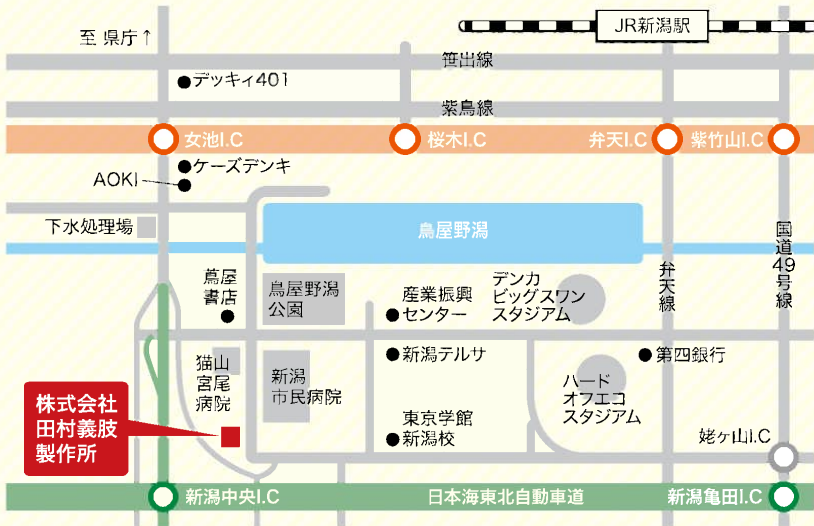 JR新潟駅
至 県庁↑
笹出線
デッキィ401
紫鳥線
女池I.C
桜木I.C
弁天I.C
紫竹山I.C
ケーズデンキ
AOKI
下水処理場
鳥屋野潟
国道49号線
弁天線
蔦屋
書店
鳥屋野潟
公園
産業振興
センター
デンカ
ビッグスワン
スタジアム
新潟テルサ
第四銀行
猫山
宮尾
病院
新潟
市民病院
ハード
オフエコ
スタジアム
株式会社
田村義肢
製作所
東京学館
新潟校
姥ヶ山I.C
新潟中央I.C
日本海東北自動車道
新潟亀田I.C